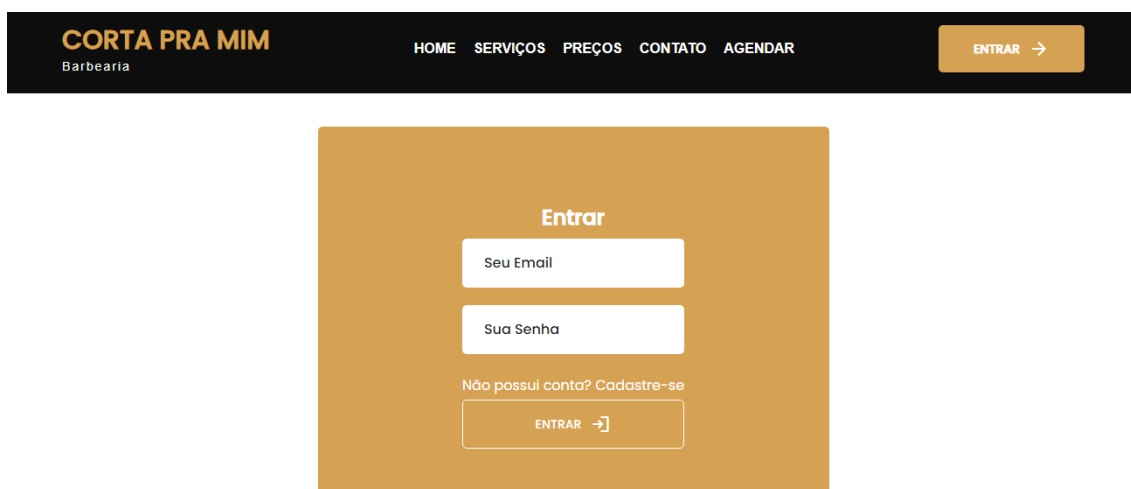 CORTA PRA MIM
Barbearia
HOME SERVIÇOS PREÇOS CONTATO AGENDAR
ENTRAR
Entrar
Seu Email
Sua Senha
Não possui conta? Cadastre-se
ENTRAR